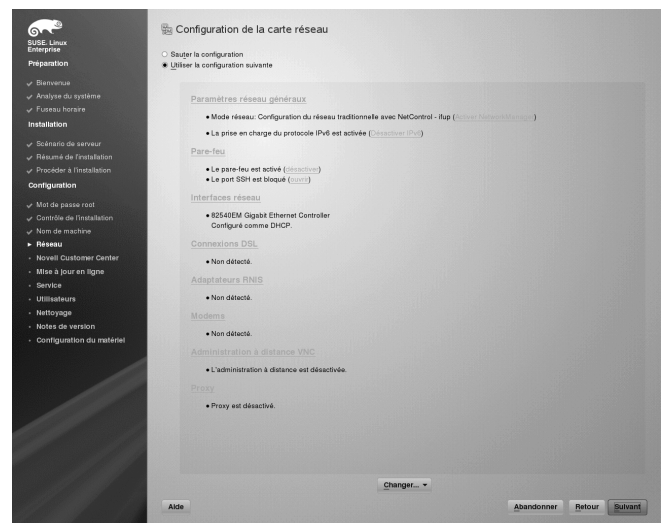 SUSE. Linux
Enterprise
Préparation
Bienvenue
Analyse du système
Fuseau horaire
Installation
Scénario de serveur
Résumé de l'installation
Procéder à l'installation
Configuration
Mot de passe root
Contrôle de l'installation
Nom de machine
Réseau
Novell Customer Center
Mise à jour en ligne
Service
Utilisateurs
Nettoyage
Notes de version
Configuration du matériel
Configuration de la carte réseau
Sauter la configuration
Utiliser la configuration suivante
Paramètres réseau généraux
• Mode réseau: Configuration du réseau traditionnelle avec NetControl - ifup (Activer NetworkManager)
• La prise en charge du protocole IPv6 est activée (Désactiver IPv6)
Pare-feu
• Le pare-feu est activé (désactiver)
• Le port SSH est bloqué (ouvrir)
Interfaces réseau
• 82540EM Gigabit Ethernet Controller
Configuré comme DHCP.
Connexions DSL
• Non détecté.
Adaptateurs RNIS
• Non détecté.
Modems
• Non détecté.
Administration à distance VNC
• L'administration à distance est désactivée.
Proxy
• Proxy est désactivé.
Changer...
Aide
Abandonner
Retour
Suivant